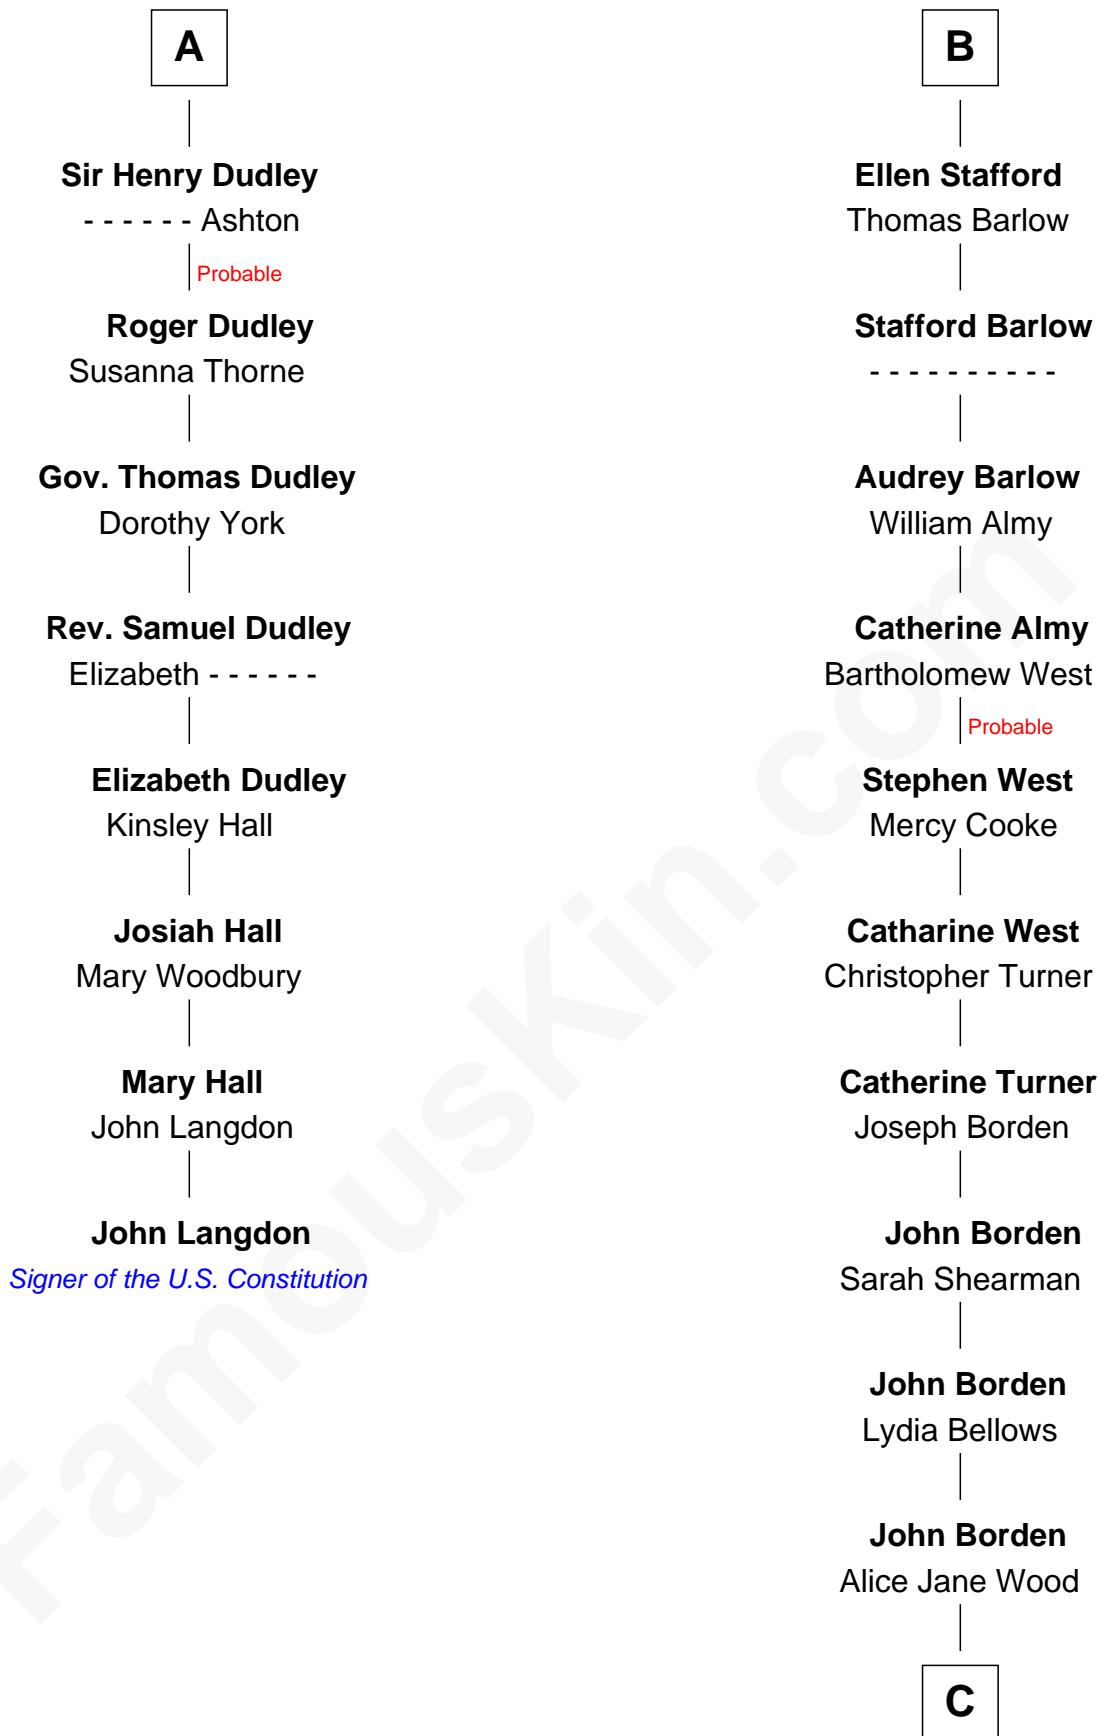 A
Sir Henry Dudley
- - - - - - Ashton
Probable
Roger Dudley
Susanna Thorne
Gov. Thomas Dudley
Dorothy York
Rev. Samuel Dudley
Elizabeth - - - - - -
Elizabeth Dudley
Kinsley Hall
Josiah Hall
Mary Woodbury
Mary Hall
John Langdon
John Langdon
Signer of the U.S. Constitution
B
Ellen Stafford
Thomas Barlow
Stafford Barlow
- - - - - - - - - -
Audrey Barlow
William Almy
Catherine Almy
Bartholomew West
Probable
Stephen West
Mercy Cooke
Catharine West
Christopher Turner
Catherine Turner
Joseph Borden
John Borden
Sarah Shearman
John Borden
Lydia Bellows
John Borden
Alice Jane Wood
C
FamousKin.com